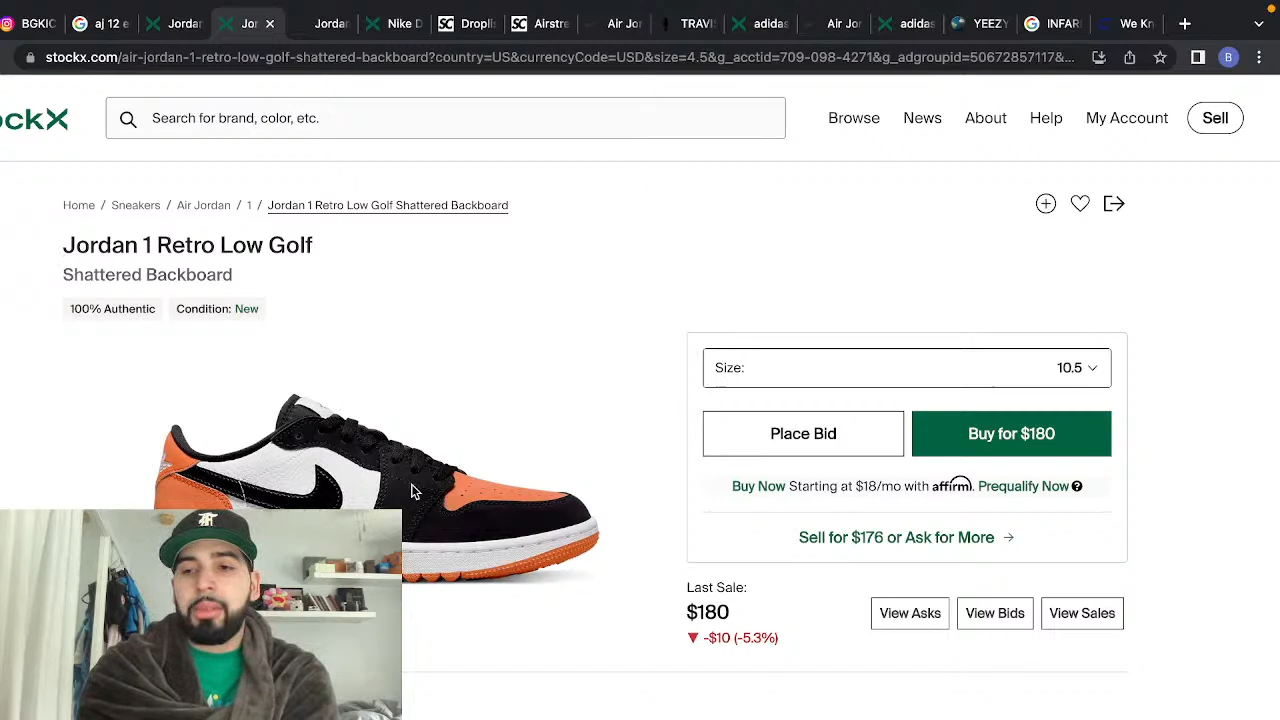 BGKIC
aj 12 e
Jordar
Jor
Jordar
Nike D
SC
Droplis
SC
Airstre
Air Jor
TRAVI
adidas
Air Jor
adidas
YEEZY
INFAR
We Kn
stockx.com/air-jordan-1-retro-low-golf-shattered-backboard?country=US&currencyCode=USD&size=4.5&g_acctid=709-098-4271&g_adgroupid=50672857117&...
B
ockX
Search for brand, color, etc.
Browse
News
About
Help
My Account
Sell
Home / Sneakers / Air Jordan / 1 / Jordan 1 Retro Low Golf Shattered Backboard
Jordan 1 Retro Low Golf
Shattered Backboard
100% Authentic
Condition: New
Size:
10.5
Place Bid
Buy for $180
Buy Now Starting at $18/mo with affirm. Prequalify Now
Sell for $176 or Ask for More →
Last Sale:
$180
▼ -$10 (-5.3%)
View Asks
View Bids
View Sales